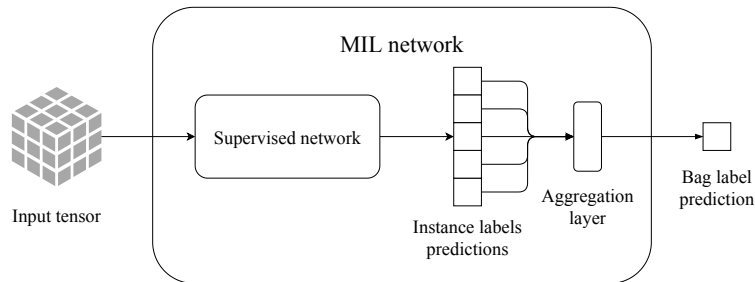 MIL network
Supervised network
Input tensor
Instance labels
predictions
Aggregation
layer
Bag label
prediction